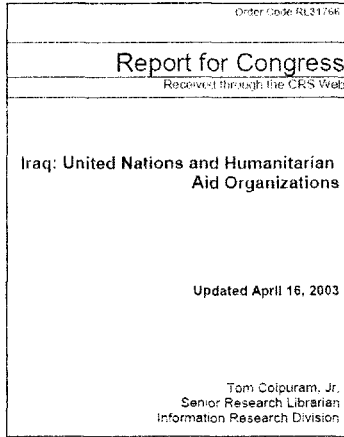 Order Code RL31766
Report for Congress
Received through the CRS Web
Iraq: United Nations and Humanitarian
Aid Organizations
Updated April 16, 2003
Tom Coipuram, Jr.
Senior Research Librarian
Information Research Division